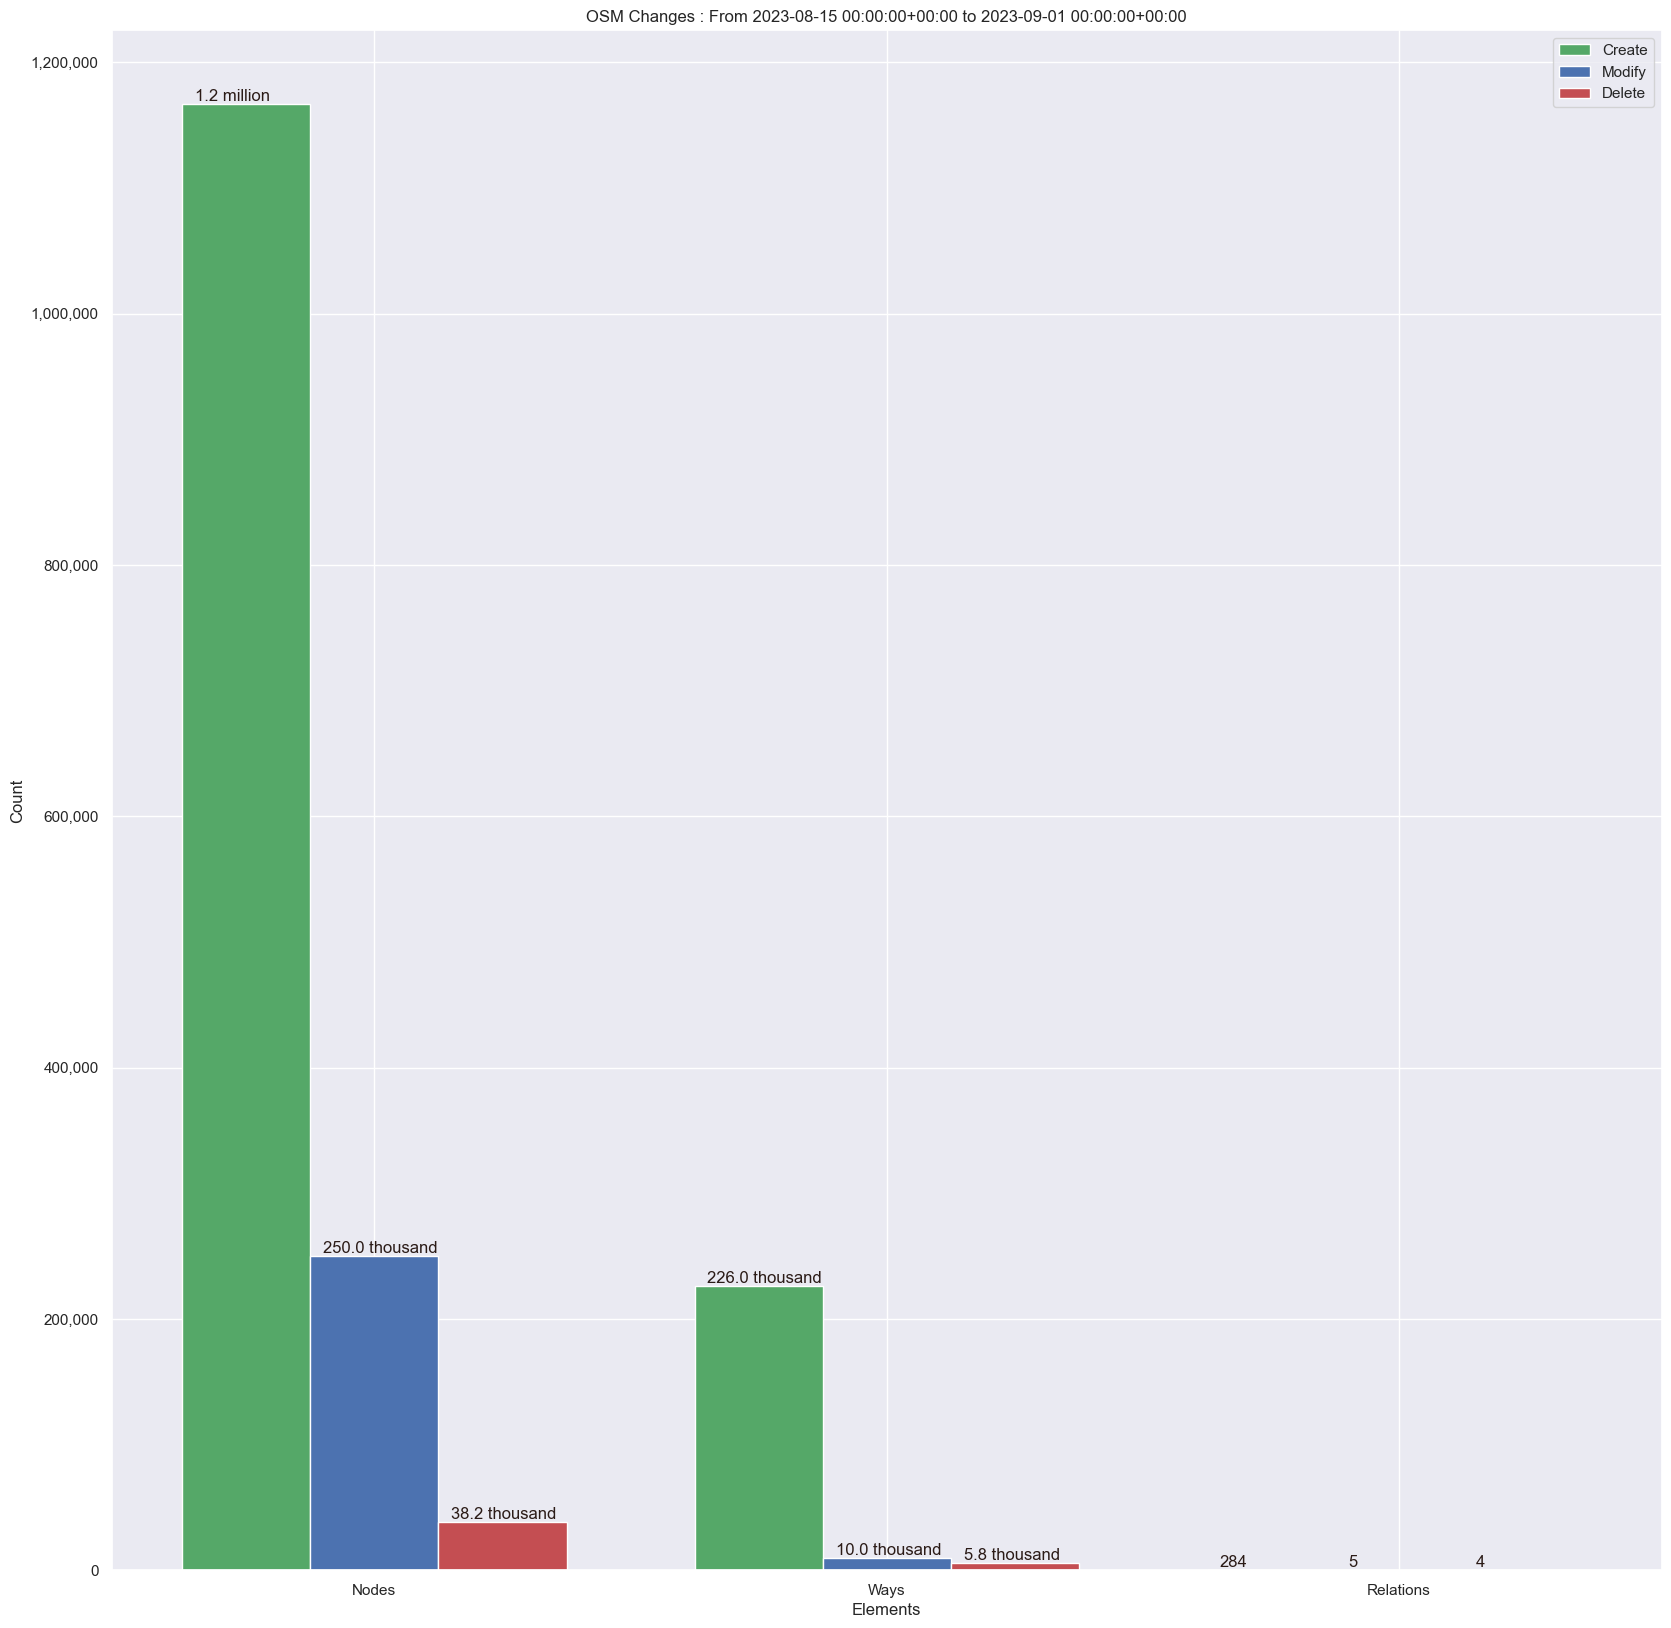 OSM Changes : From 2023-08-15 00:00:00+00:00 to 2023-09-01 00:00:00+00:00
Create
Modify
Delete
1,200,000
1,000,000
800,000
600,000
400,000
200,000
0
Count
1.2 million
250.0 thousand
38.2 thousand
226.0 thousand
10.0 thousand
5.8 thousand
284
5
4
Nodes
Ways
Relations
Elements